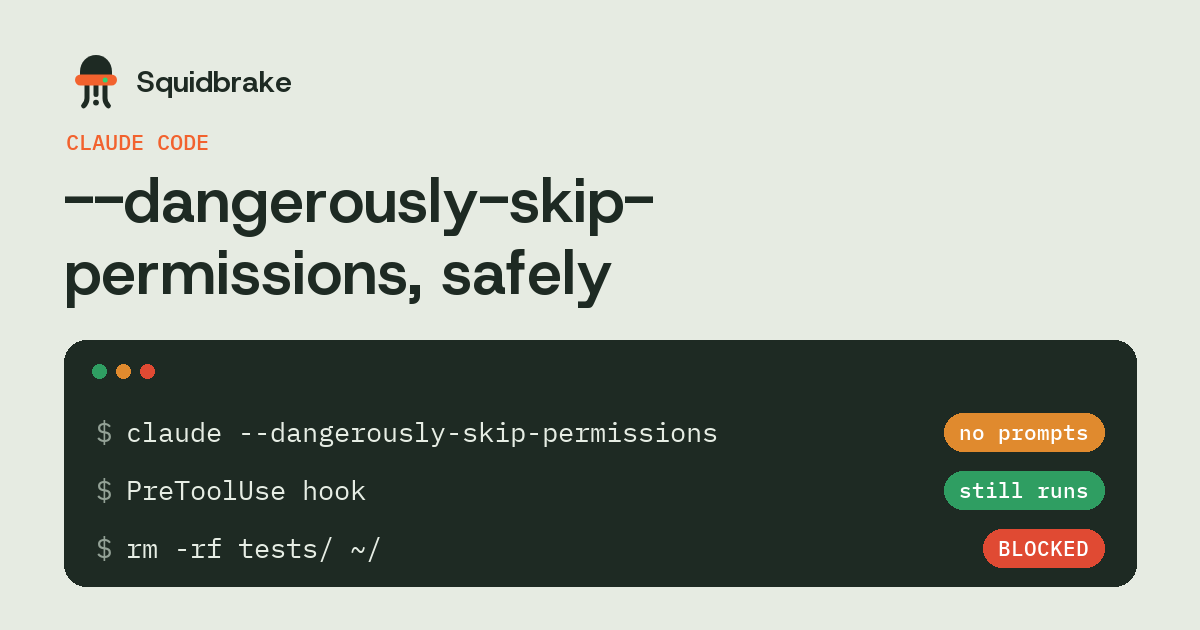 Squidbrake
CLAUDE CODE
--dangerously-skip-
permissions, safely
$ claude --dangerously-skip-permissions no prompts
$ PreToolUse hook still runs
$ rm -rf tests/ ~/ BLOCKED